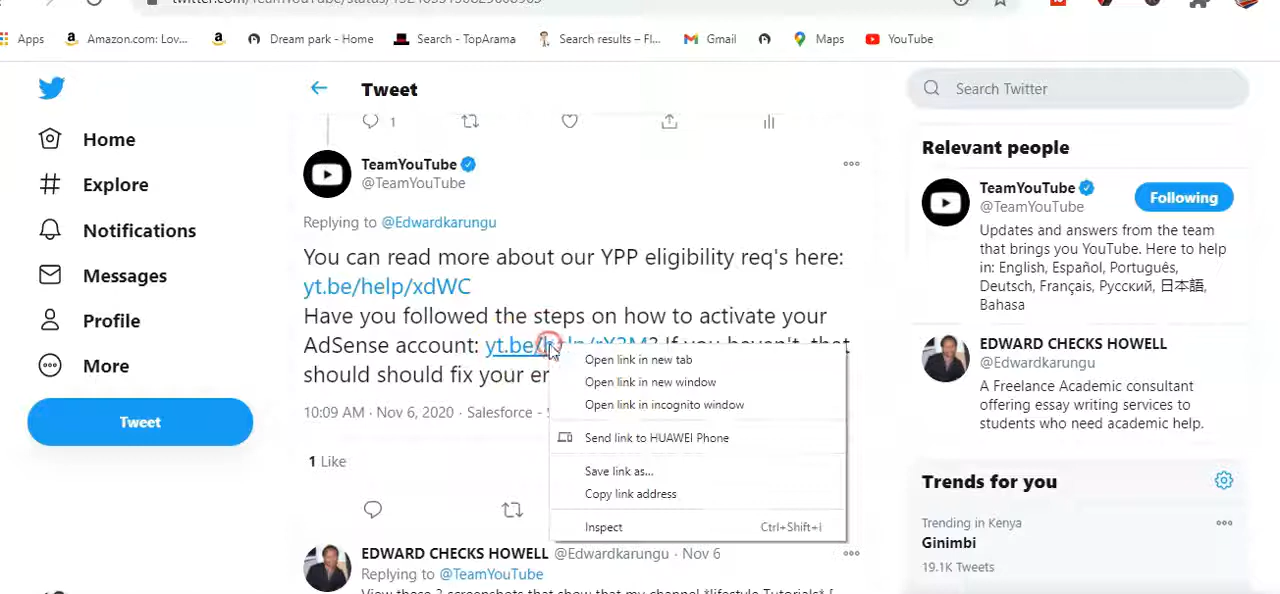 Apps
Amazon.com: Lov...
Dream park - Home
Search - TopArama
Search results – Fl...
Gmail
Maps
YouTube
Home
Explore
Notifications
Messages
Profile
More
Tweet
Tweet
1
TeamYouTube
@TeamYouTube
Replying to @Edwardkarungu
You can read more about our YPP eligibility req's here:
yt.be/help/xdWC
Have you followed the steps on how to activate your
AdSense account: yt.be/help/rX3M? If you haven't, that
should should fix your er
10:09 AM · Nov 6, 2020 · Salesforce -
1 Like
Open link in new tab
Open link in new window
Open link in incognito window
Send link to HUAWEI Phone
Save link as...
Copy link address
Inspect Ctrl+Shift+I
EDWARD CHECKS HOWELL @Edwardkarungu · Nov 6
Replying to @TeamYouTube
View these 3 screenshots that show that my channel *lifestyle Tutorials*
Search Twitter
Relevant people
TeamYouTube
@TeamYouTube
Following
Updates and answers from the team
that brings you YouTube. Here to help
in: English, Español, Português,
Deutsch, Français, Русский, 日本語,
Bahasa
EDWARD CHECKS HOWELL
@Edwardkarungu
A Freelance Academic consultant
offering essay writing services to
students who need academic help.
Trends for you
Trending in Kenya
Ginimbi
19.1K Tweets